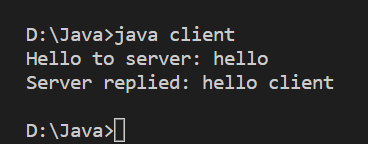 D:\Java>java client
Hello to server: hello
Server replied: hello client
D:\Java>